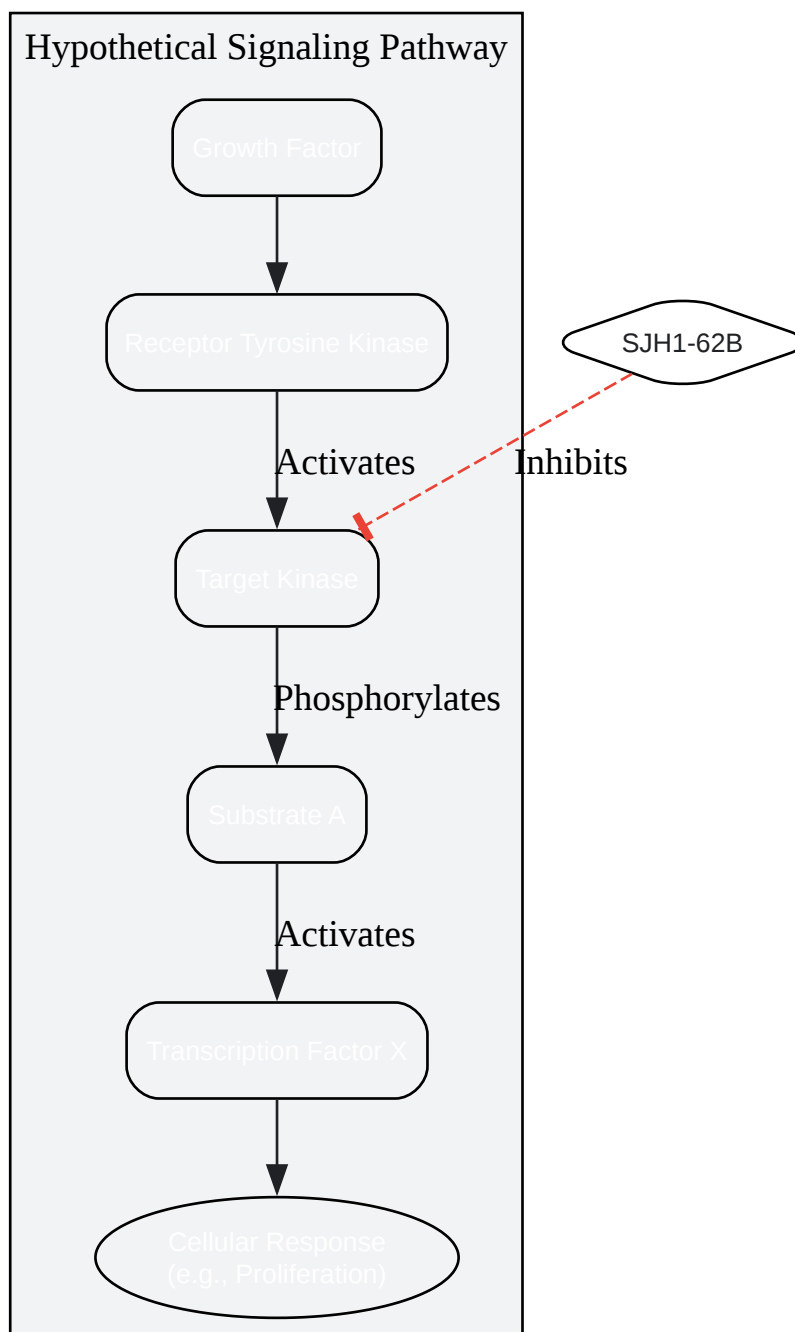 Hypothetical Signaling Pathway
Growth Factor
Receptor Tyrosine Kinase
SJH1-62B
Activates
Inhibits
Target Kinase
Phosphorylates
Substrate A
Activates
Transcription Factor X
Cellular Response
(e.g., Proliferation)